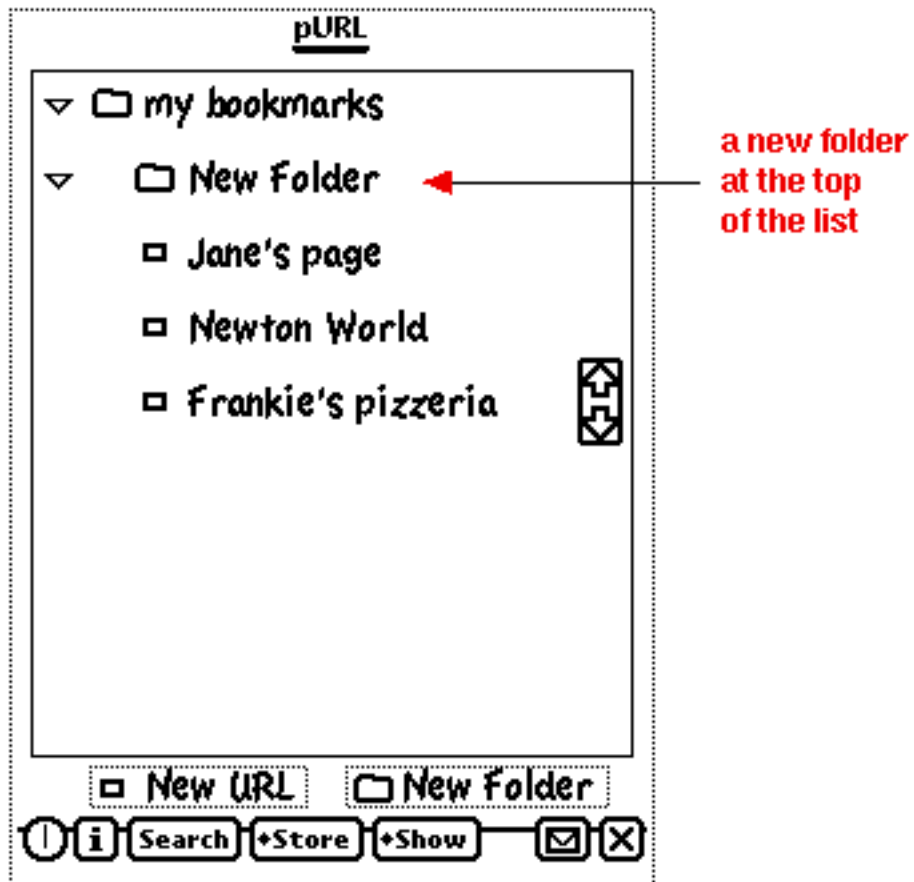 pURL
my bookmarks
New Folder
a new folder
at the top
of the list
Jane's page
Newton World
Frankie's pizzeria
New URL New Folder
i Search •Store •Show X